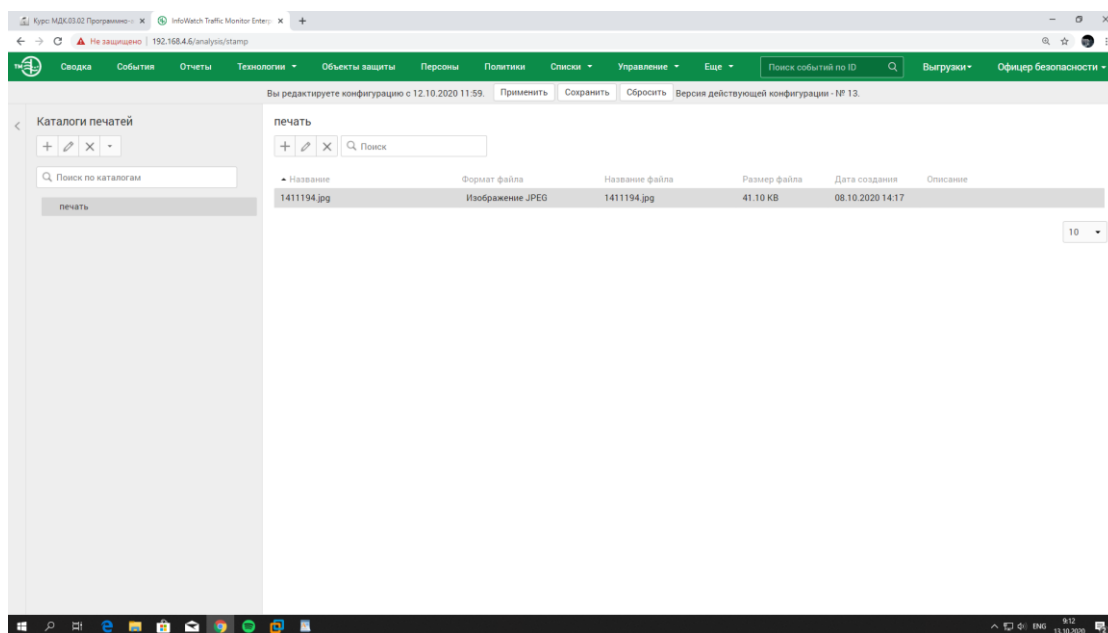 Курс: МДК.03.02 Программно-
InfoWatch Traffic Monitor Enterp
Не защищено | 192.168.4.6/analysis/stamp
TM Сводка События Отчеты Технологии Объекты защиты Персоны Политики Списки Управление Еще Поиск событий по ID Выгрузки Офицер безопасности
Вы редактируете конфигурацию с 12.10.2020 11:59. Применить Сохранить Сбросить Версия действующей конфигурации - № 13.
Каталоги печатей
Поиск по каталогам
печать
печать
Поиск
Название Формат файла Название файла Размер файла Дата создания Описание
1411194.jpg Изображение JPEG 1411194.jpg 41.10 KB 08.10.2020 14:17
10
ENG 9:12
13.10.2020